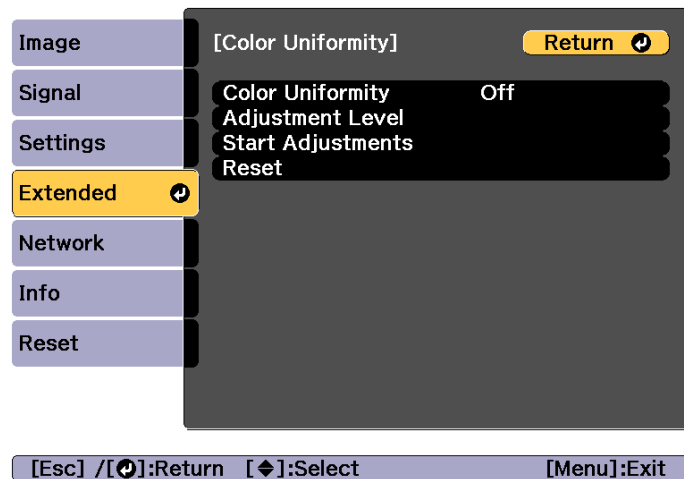 Image
Signal
Settings
Extended
Network
Info
Reset
[Color Uniformity]
Return
Color Uniformity Off
Adjustment Level
Start Adjustments
Reset
[Esc] /[ ]:Return [ ]:Select [Menu]:Exit